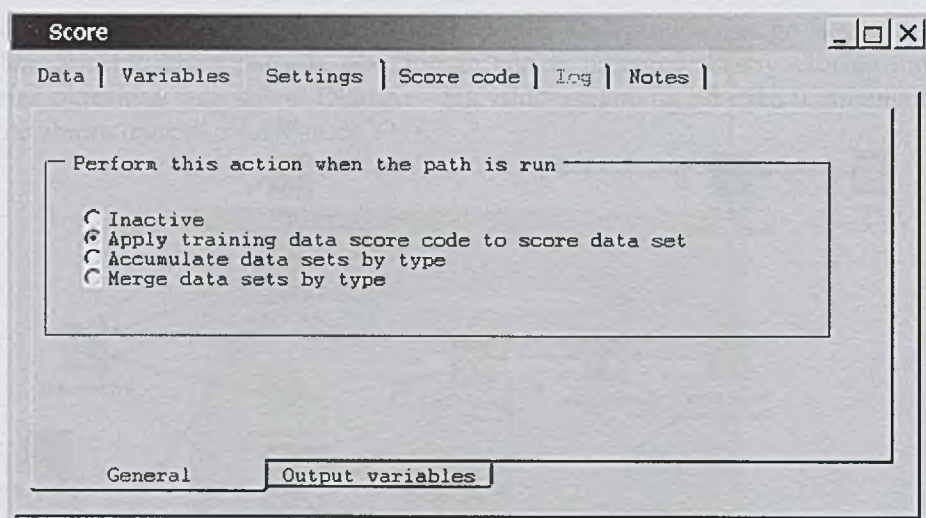 Score
Data Variables Settings Score code Log Notes
Perform this action when the path is run
Inactive
Apply training data score code to score data set
Accumulate data sets by type
Merge data sets by type
General Output variables